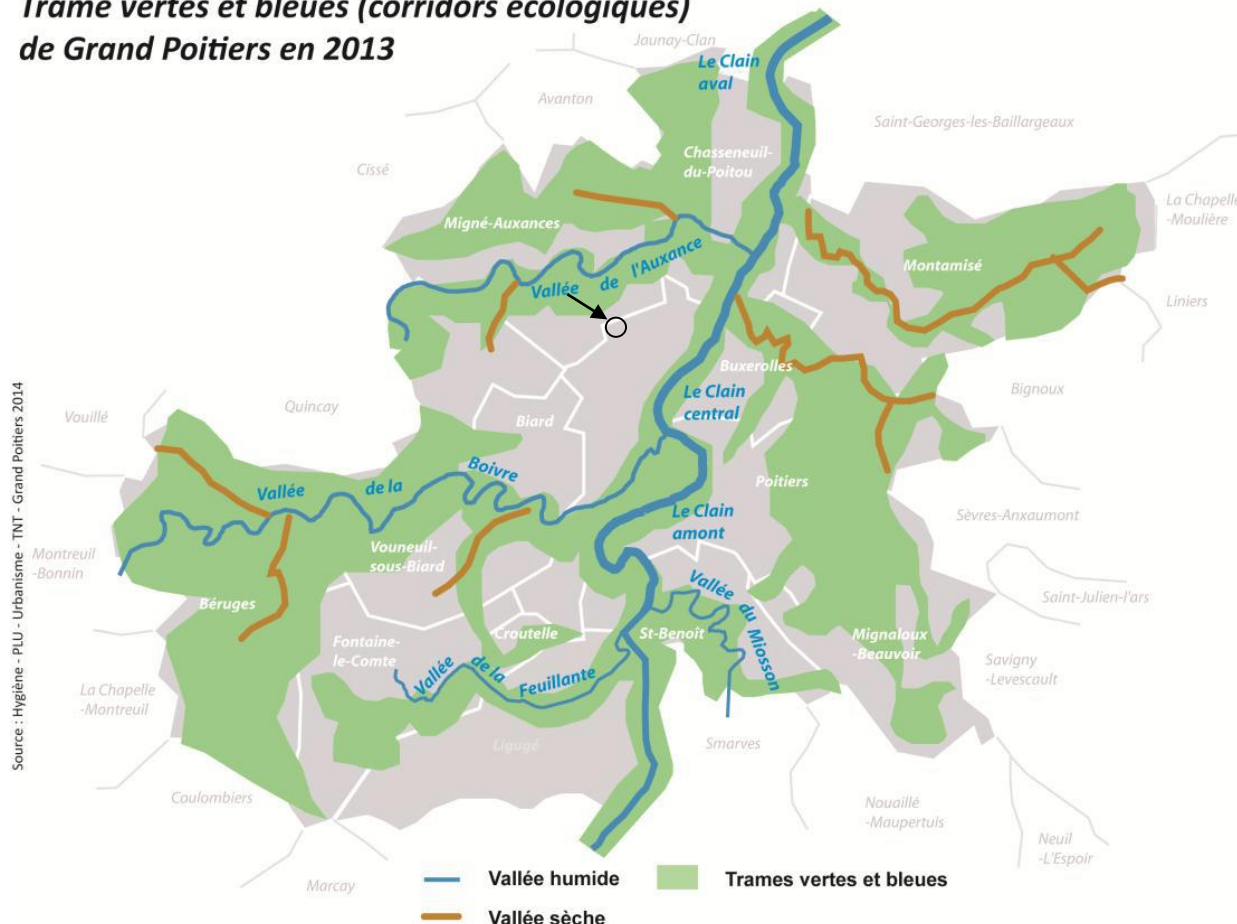 Trame vertes et bleues (corridors écologiques)
de Grand Poitiers en 2013
Jaunay-Clan
Le Clain
aval
Avanton
Saint-Georges-les-Baillargeaux
Chasseneuil-
du-Poitou
Cissé
La Chapelle
-Moulière
Migné-Auxances
Montamisé
Vallée de l'Auxance
Liniers
Buxerolles
Bignoux
Le Clain
central
Vouillé
Quincay
Biard
Boivre
Vallée de la
Poitiers
Le Clain
amont
Sèvres-Anxaumont
Montreuil
-Bonnin
Vouneuil-
sous-Biard
Vallée du Miosson
Saint-Julien-l'ars
Béruges
Fontaine-
le-Comte
Croutelle
St-Benoît
Mignaloux
-Beauvoir
Savigny
-Levescault
Vallée de la Feuillante
La Chapelle
-Montreuil
Ligugé
Smarves
Coulombiers
Nouaillé
-Maupertuis
Neuil
-L'Espoir
Marcay
Source : Hygiène - PLU - Urbanisme - TNT - Grand Poitiers 2014
Vallée humide
Trames vertes et bleues
Vallée sèche